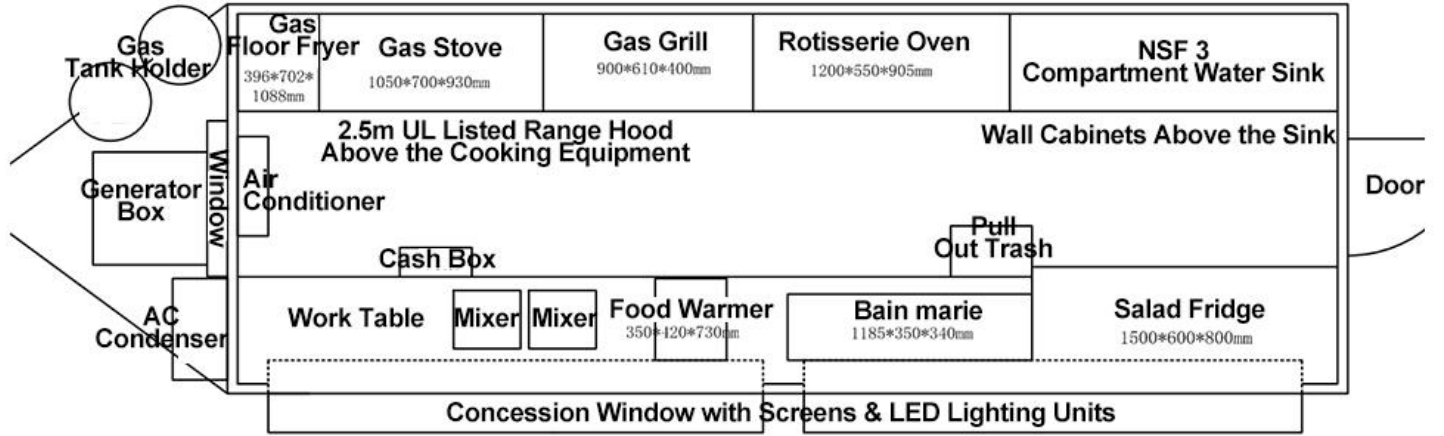 Gas
Tank Holder
Gas
Floor Fryer
396*702*
1088mm
Gas Stove
1050*700*930mm
Gas Grill
900*610*400mm
Rotisserie Oven
1200*550*905mm
NSF 3
Compartment Water Sink
2.5m UL Listed Range Hood
Above the Cooking Equipment
Wall Cabinets Above the Sink
Generator
Box
Window
Air
Conditioner
Door
Pull
Out Trash
Cash Box
AC
Condenser
Work Table
Mixer
Mixer
Food Warmer
350*420*730mm
Bain marie
1185*350*340mm
Salad Fridge
1500*600*800mm
Concession Window with Screens & LED Lighting Units